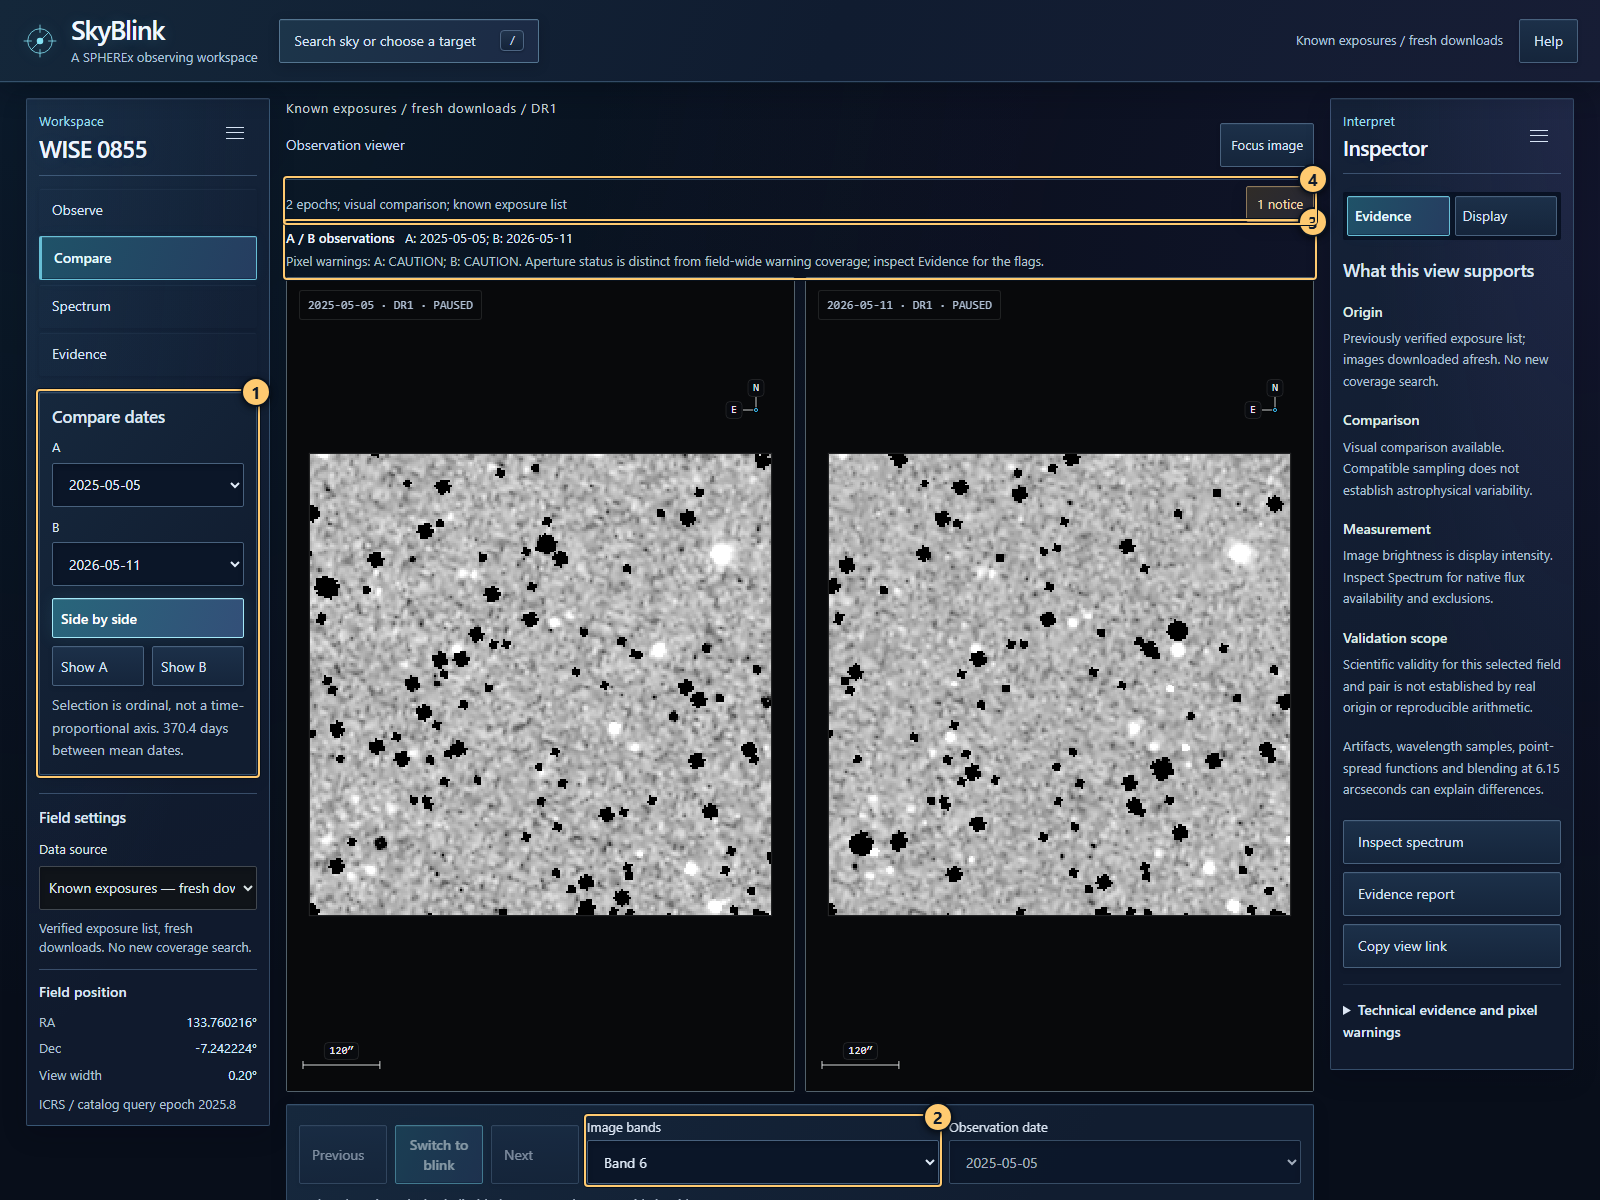 SkyBlink
A SPHEREx observing workspace
Search sky or choose a target /
Known exposures / fresh downloads
Help
Workspace
WISE 0855
Observe
Compare
Spectrum
Evidence
1
Compare dates
A
2025-05-05
B
2026-05-11
Side by side
Show A
Show B
Selection is ordinal, not a time-
proportional axis. 370.4 days
between mean dates.
Field settings
Data source
Known exposures — fresh dow
Verified exposure list, fresh
downloads. No new coverage search.
Field position
RA 133.760216°
Dec -7.242224°
View width 0.20°
ICRS / catalog query epoch 2025.8
Known exposures / fresh downloads / DR1
Observation viewer
Focus image
4
2 epochs; visual comparison; known exposure list
1 notice
A / B observations A: 2025-05-05; B: 2026-05-11
Pixel warnings: A: CAUTION; B: CAUTION. Aperture status is distinct from field-wide warning coverage; inspect Evidence for the flags.
2025-05-05 · DR1 · PAUSED
N
E
120″
2026-05-11 · DR1 · PAUSED
N
E
120″
Previous
Switch to
blink
Next
2
Image bands
Band 6
Observation date
2025-05-05
Interpret
Inspector
Evidence
Display
What this view supports
Origin
Previously verified exposure list;
images downloaded afresh. No new
coverage search.
Comparison
Visual comparison available.
Compatible sampling does not
establish astrophysical variability.
Measurement
Image brightness is display intensity.
Inspect Spectrum for native flux
availability and exclusions.
Validation scope
Scientific validity for this selected field
and pair is not established by real
origin or reproducible arithmetic.
Artifacts, wavelength samples, point-
spread functions and blending at 6.15
arcseconds can explain differences.
Inspect spectrum
Evidence report
Copy view link
Technical evidence and pixel
warnings